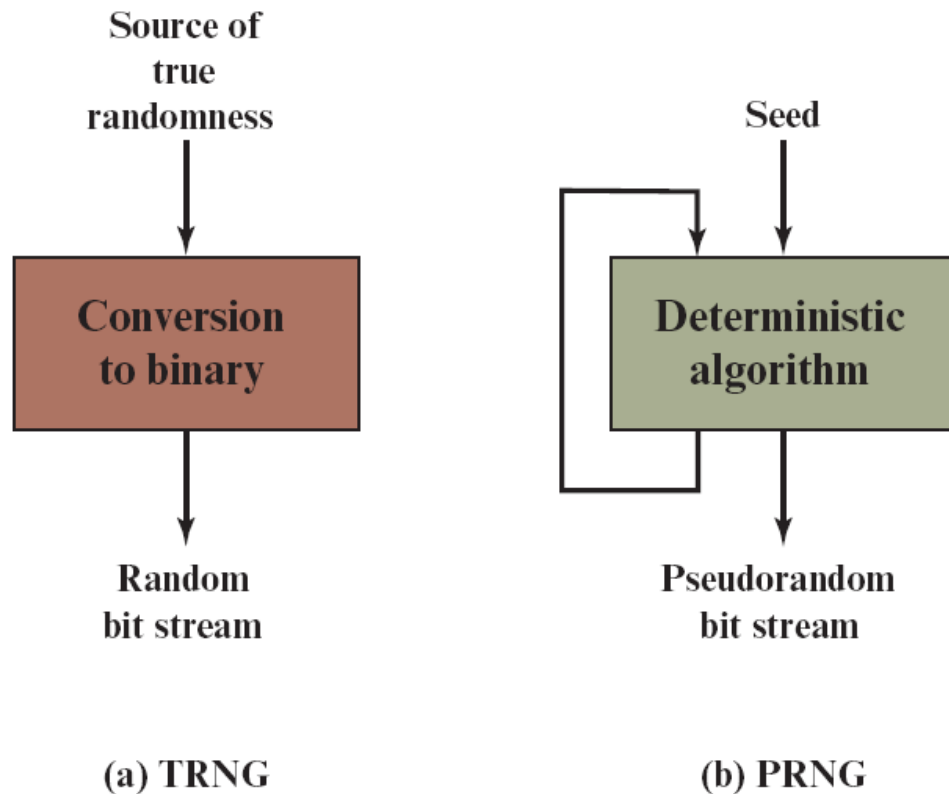 Source of
true
randomness
Conversion
to binary
Random
bit stream
(a) TRNG
Seed
Deterministic
algorithm
Pseudorandom
bit stream
(b) PRNG